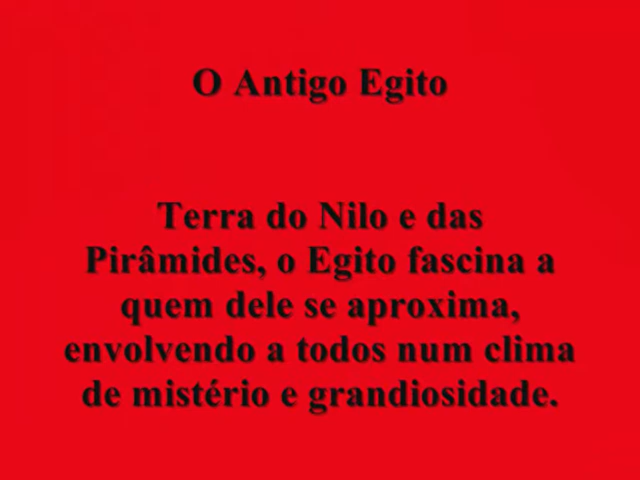 O Antigo Egito
Terra do Nilo e das
Pirâmides, o Egito fascina a
quem dele se aproxima,
envolvendo a todos num clima
de mistério e grandiosidade.